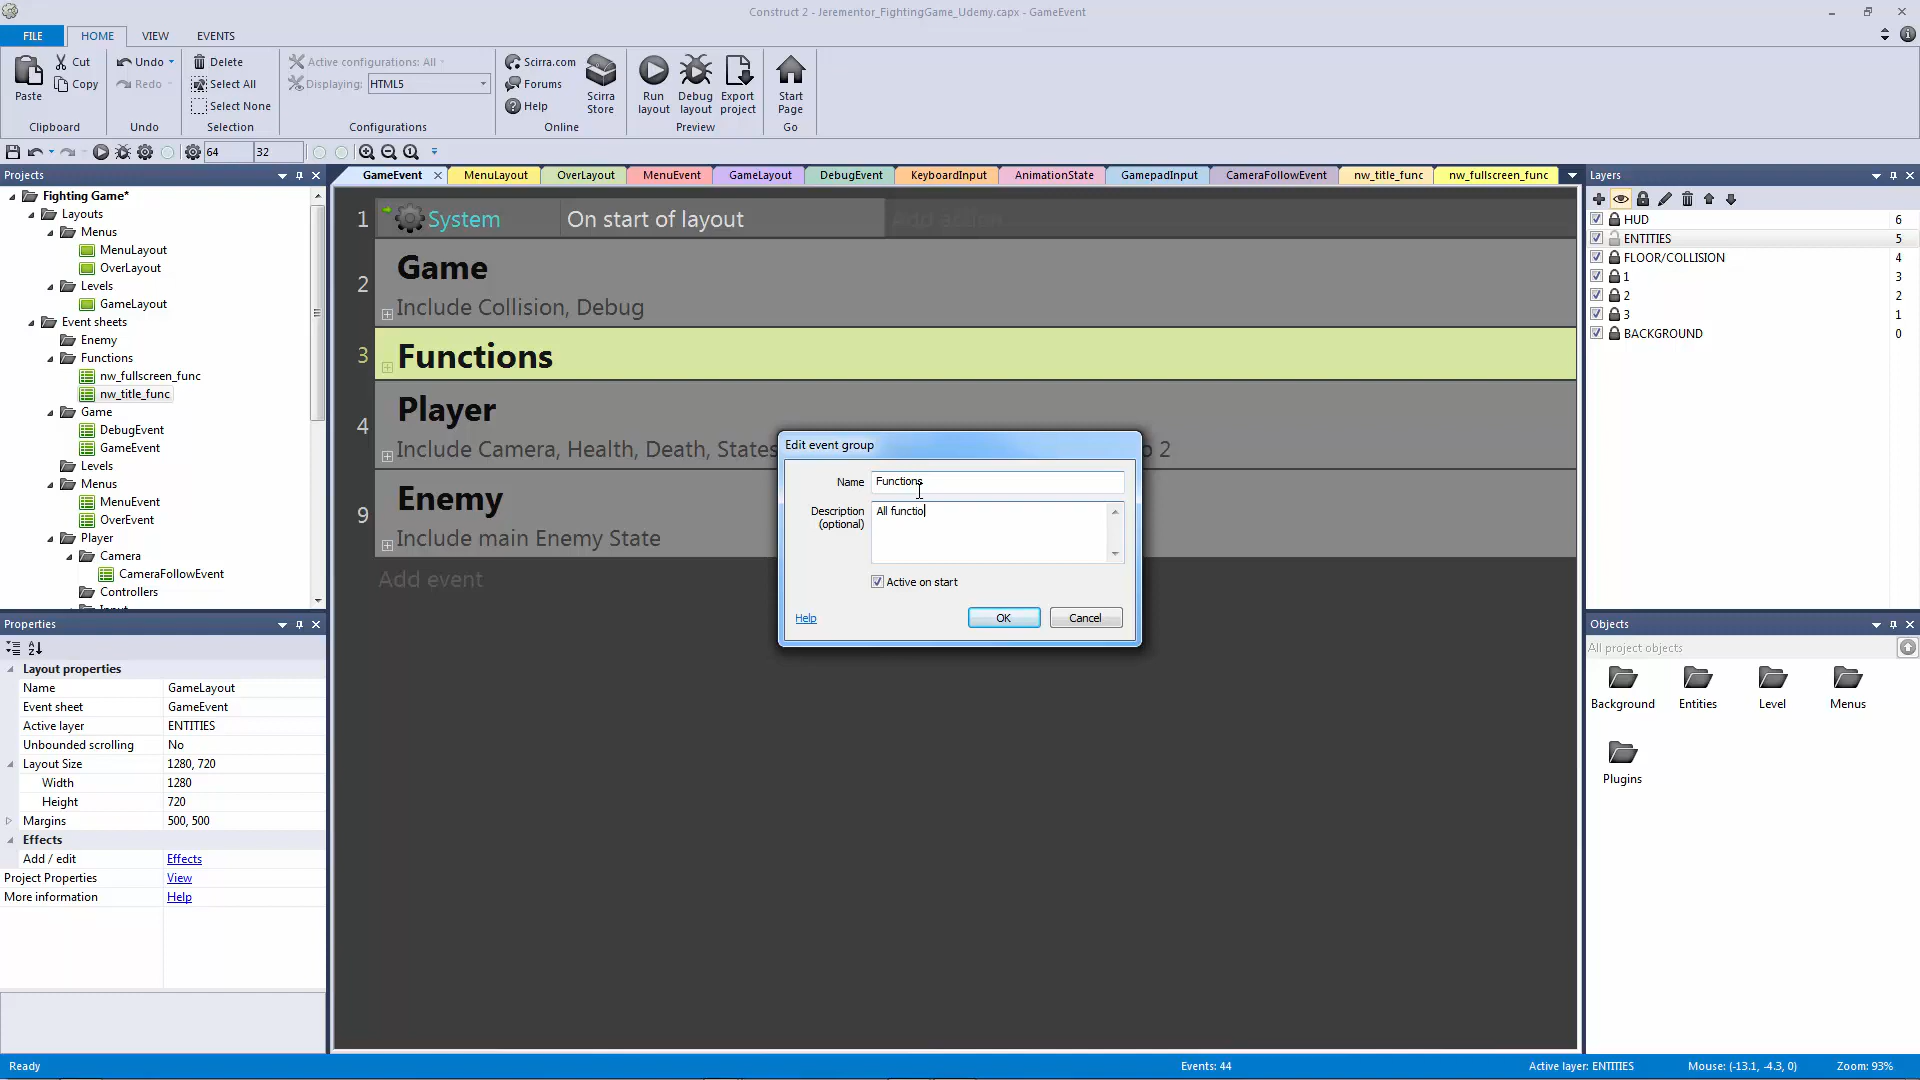 Construct 2 - Jerementor_FightingGame_Udemy.capx - GameEvent
FILE HOME VIEW EVENTS
Paste Cut Copy Clipboard
Undo Redo Undo
Delete Select All Select None Selection
Active configurations: All
Displaying: HTML5
Configurations
Scirra.com Forums Help Scirra Store Online
Run layout Debug layout Export project Preview
Start Page Go
64 32
Projects
Fighting Game*
Layouts
Menus
MenuLayout
OverLayout
Levels
GameLayout
Event sheets
Enemy
Functions
nw_fullscreen_func
nw_title_func
Game
DebugEvent
GameEvent
Levels
Menus
MenuEvent
OverEvent
Player
Camera
CameraFollowEvent
Controllers
Properties
Layout properties
Name GameLayout
Event sheet GameEvent
Active layer ENTITIES
Unbounded scrolling No
Layout Size 1280, 720
Width 1280
Height 720
Margins 500, 500
Effects
Add / edit Effects
Project Properties View
More information Help
GameEvent MenuLayout OverLayout MenuEvent GameLayout DebugEvent KeyboardInput AnimationState GamepadInput CameraFollowEvent nw_title_func nw_fullscreen_func
1 System On start of layout Add action
2 Game
Include Collision, Debug
3 Functions
4 Player
Include Camera, Health, Death, States 2
9 Enemy
Include main Enemy State
Add event
Edit event group
Name Functions
Description (optional) All functio
Active on start
Help OK Cancel
Layers
HUD 6
ENTITIES 5
FLOOR/COLLISION 4
1 3
2 2
3 1
BACKGROUND 0
Objects
All project objects
Background Entities Level Menus
Plugins
Ready Events: 44 Active layer: ENTITIES Mouse: (-13.1, -4.3, 0) Zoom: 93%